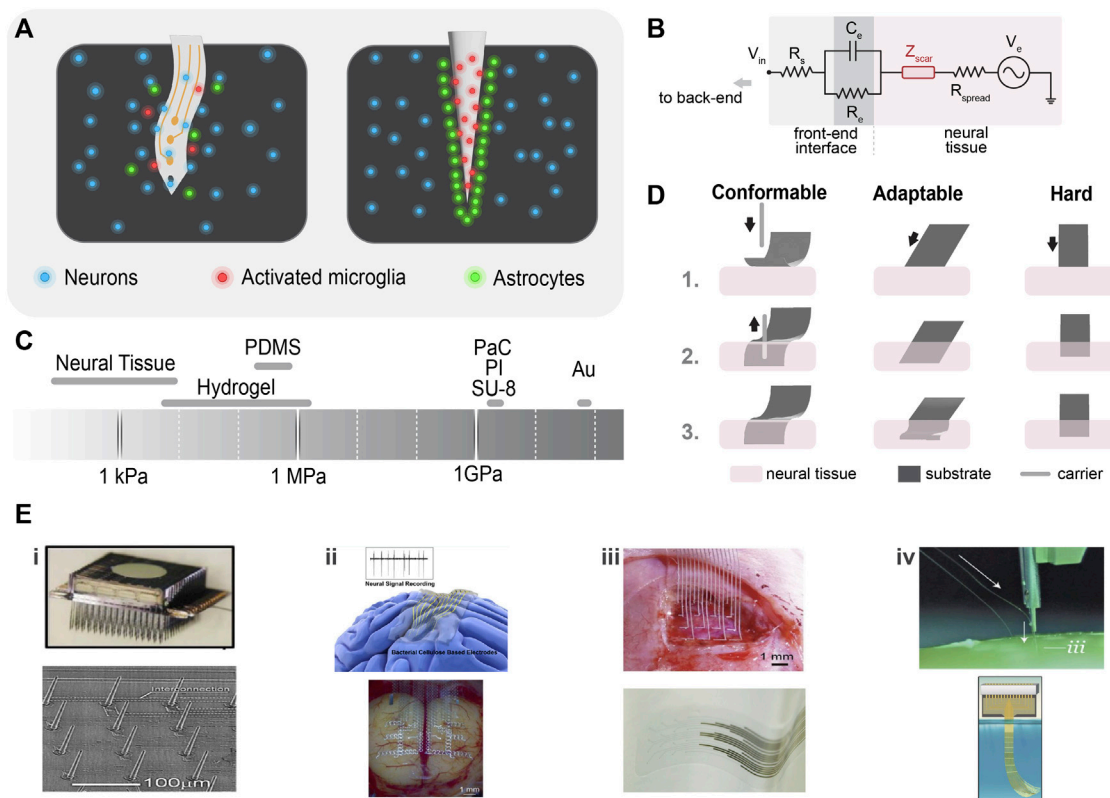 A
Neurons
Activated microglia
Astrocytes
B
C
e
V
in
R
s
Z
scar
V
e
to back-end
R
e
R
spread
front-end
interface
neural
tissue
C
Neural Tissue
PDMS
Hydrogel
PaC
PI
SU-8
Au
1 kPa
1 MPa
1GPa
D
Conformable
Adaptable
Hard
1.
2.
3.
neural tissue
substrate
carrier
E
i
Interconnection
100µm
ii
Neural Signal Recording
Bacterial Cellulose Based Electrodes
1 mm
iii
1 mm
iv
iii